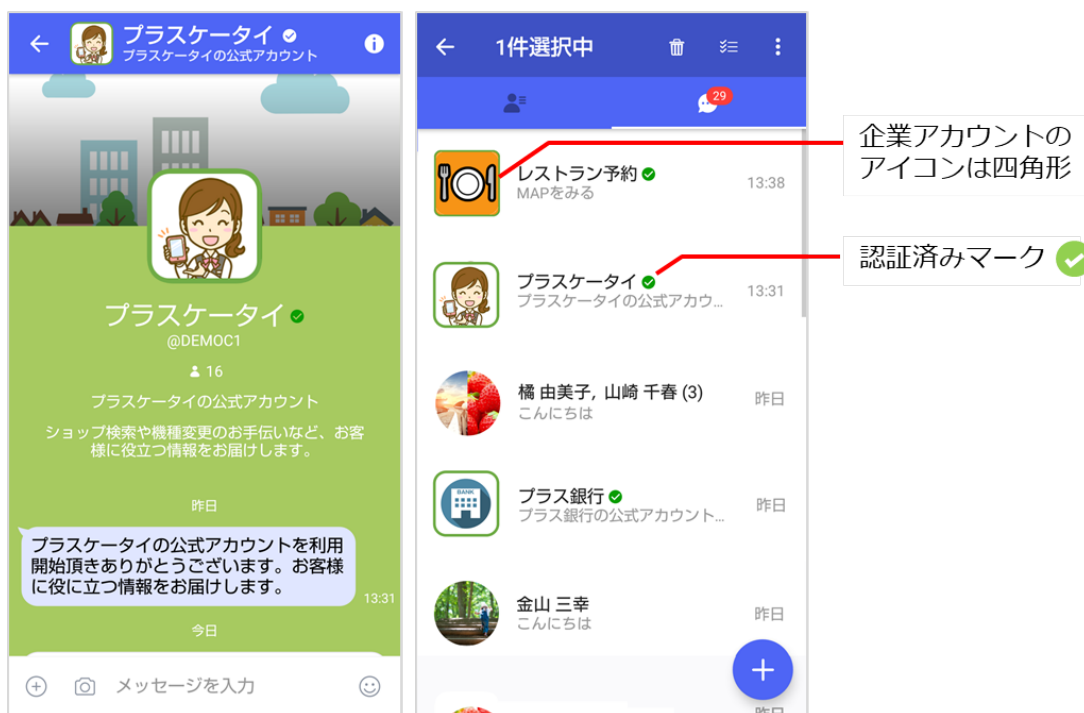 プラスケータイ
プラスケータイの公式アカウント
プラスケータイ
@DEMOC1
16
プラスケータイの公式アカウント
ショップ検索や機種変更のお手伝いなど、お客
様に役立つ情報をお届けします。
昨日
プラスケータイの公式アカウントを利用
開始頂きありがとうございます。お客様
に役に立つ情報をお届けします。
13:31
今日
メッセージを入力
1件選択中
29
レストラン予約
MAPをみる
13:38
プラスケータイ
プラスケータイの公式アカウ...
13:31
橘 由美子, 山崎 千春 (3)
こんにちは
昨日
BANK
プラス銀行
プラス銀行の公式アカウント...
昨日
金山 三幸
こんにちは
昨日
昨日
企業アカウントの
アイコンは四角形
認証済みマーク